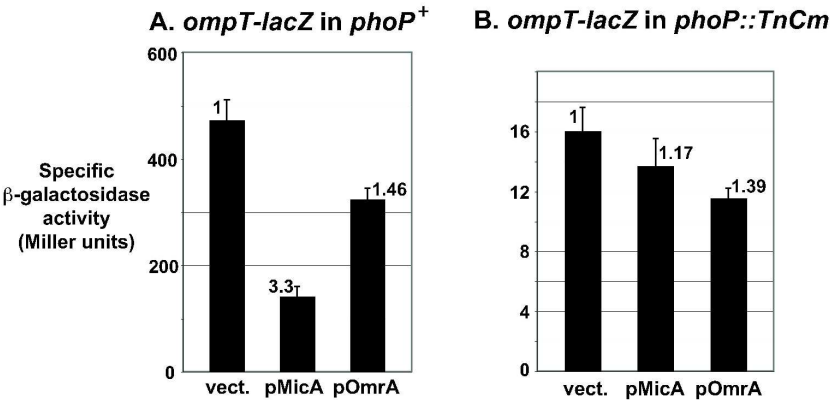 A. ompT-lacZ in phoP+
B. ompT-lacZ in phoP::TnCm
Specific
β-galactosidase
activity
(Miller units)
600
400
200
0
1
3.3
1.46
vect. pMicA pOmrA
16
12
8
4
0
1
1.17
1.39
vect. pMicA pOmrA